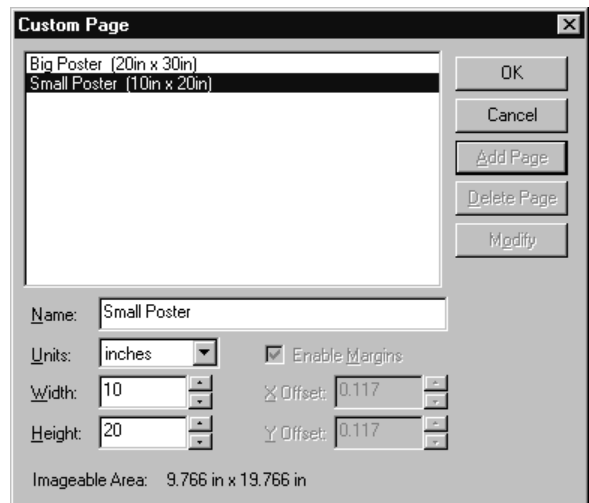 Custom Page
Big Poster (20in x 30in)
Small Poster (10in x 20in)
OK
Cancel
Add Page
Delete Page
Modify
Name: Small Poster
Units: inches Enable Margins
Width: 10 X Offset: 0.117
Height: 20 Y Offset: 0.117
Imageable Area: 9.766 in x 19.766 in